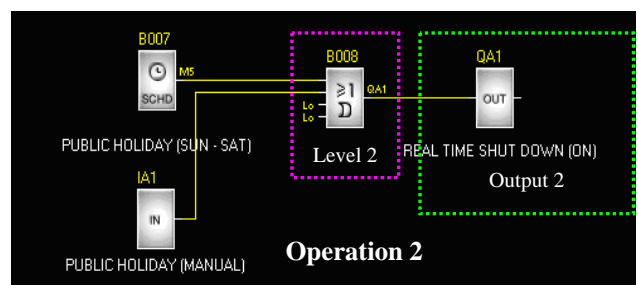 B007
SCHD
M5
PUBLIC HOLIDAY (SUN - SAT)
IA1
IN
PUBLIC HOLIDAY (MANUAL)
B008
≥1
Lo
Lo
QA1
Level 2
QA1
OUT
REAL TIME SHUT DOWN (ON)
Output 2
Operation 2